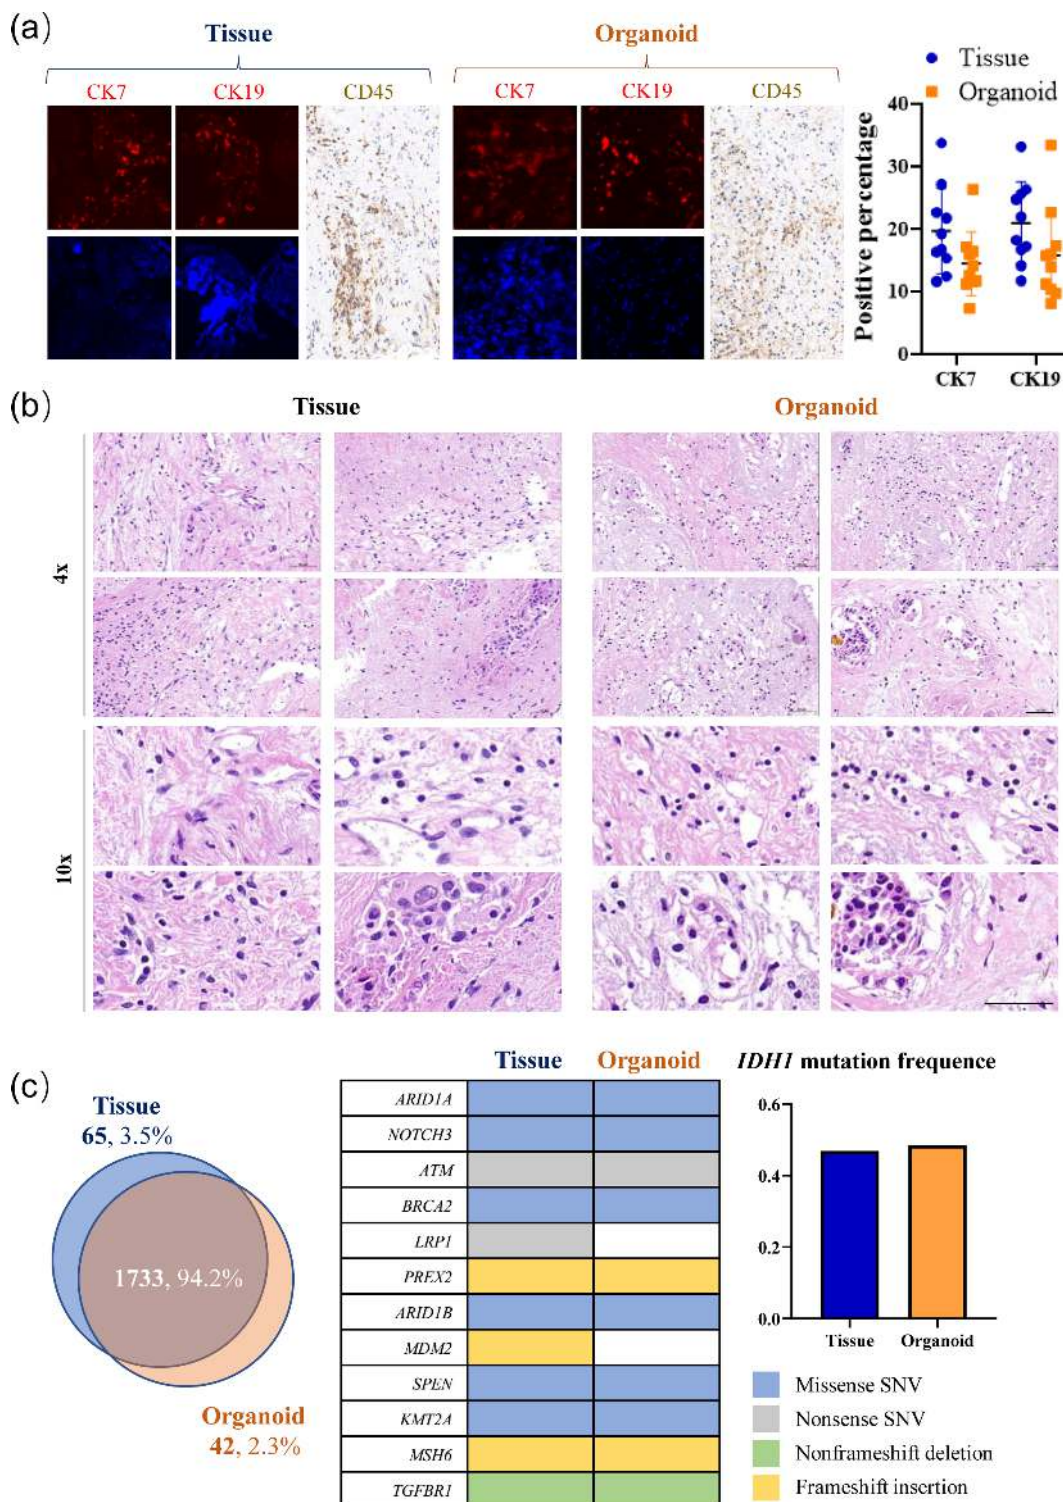 (a)
Tissue
Organoid
CK7 CK19 CD45
CK7 CK19 CD45
Tissue
Organoid
Positive percentage
40
30
20
10
0
CK7 CK19
(b)
Tissue
Organoid
4x
10x
(c)
Tissue
65, 3.5%
1733, 94.2%
Organoid
42, 2.3%
Tissue Organoid
ARID1A
NOTCH3
ATM
BRCA2
LRP1
PREX2
ARID1B
MDM2
SPEN
KMT2A
MSH6
TGFBR1
IDH1 mutation frequence
0.6
0.4
0.2
0.0
Tissue Organoid
Missense SNV
Nonsense SNV
Nonframeshift deletion
Frameshift insertion